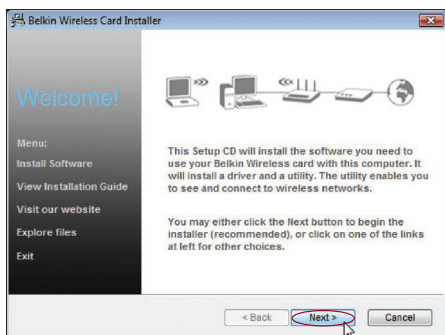 Belkin Wireless Card Installer
Welcome!
Menu:
Install Software
View Installation Guide
Visit our website
Explore files
Exit
This Setup CD will install the software you need to
use your Belkin Wireless card with this computer. It
will install a driver and a utility. The utility enables you
to see and connect to wireless networks.
You may either click the Next button to begin the
installer (recommended), or click on one of the links
at left for other choices.
< Back
Next >
Cancel